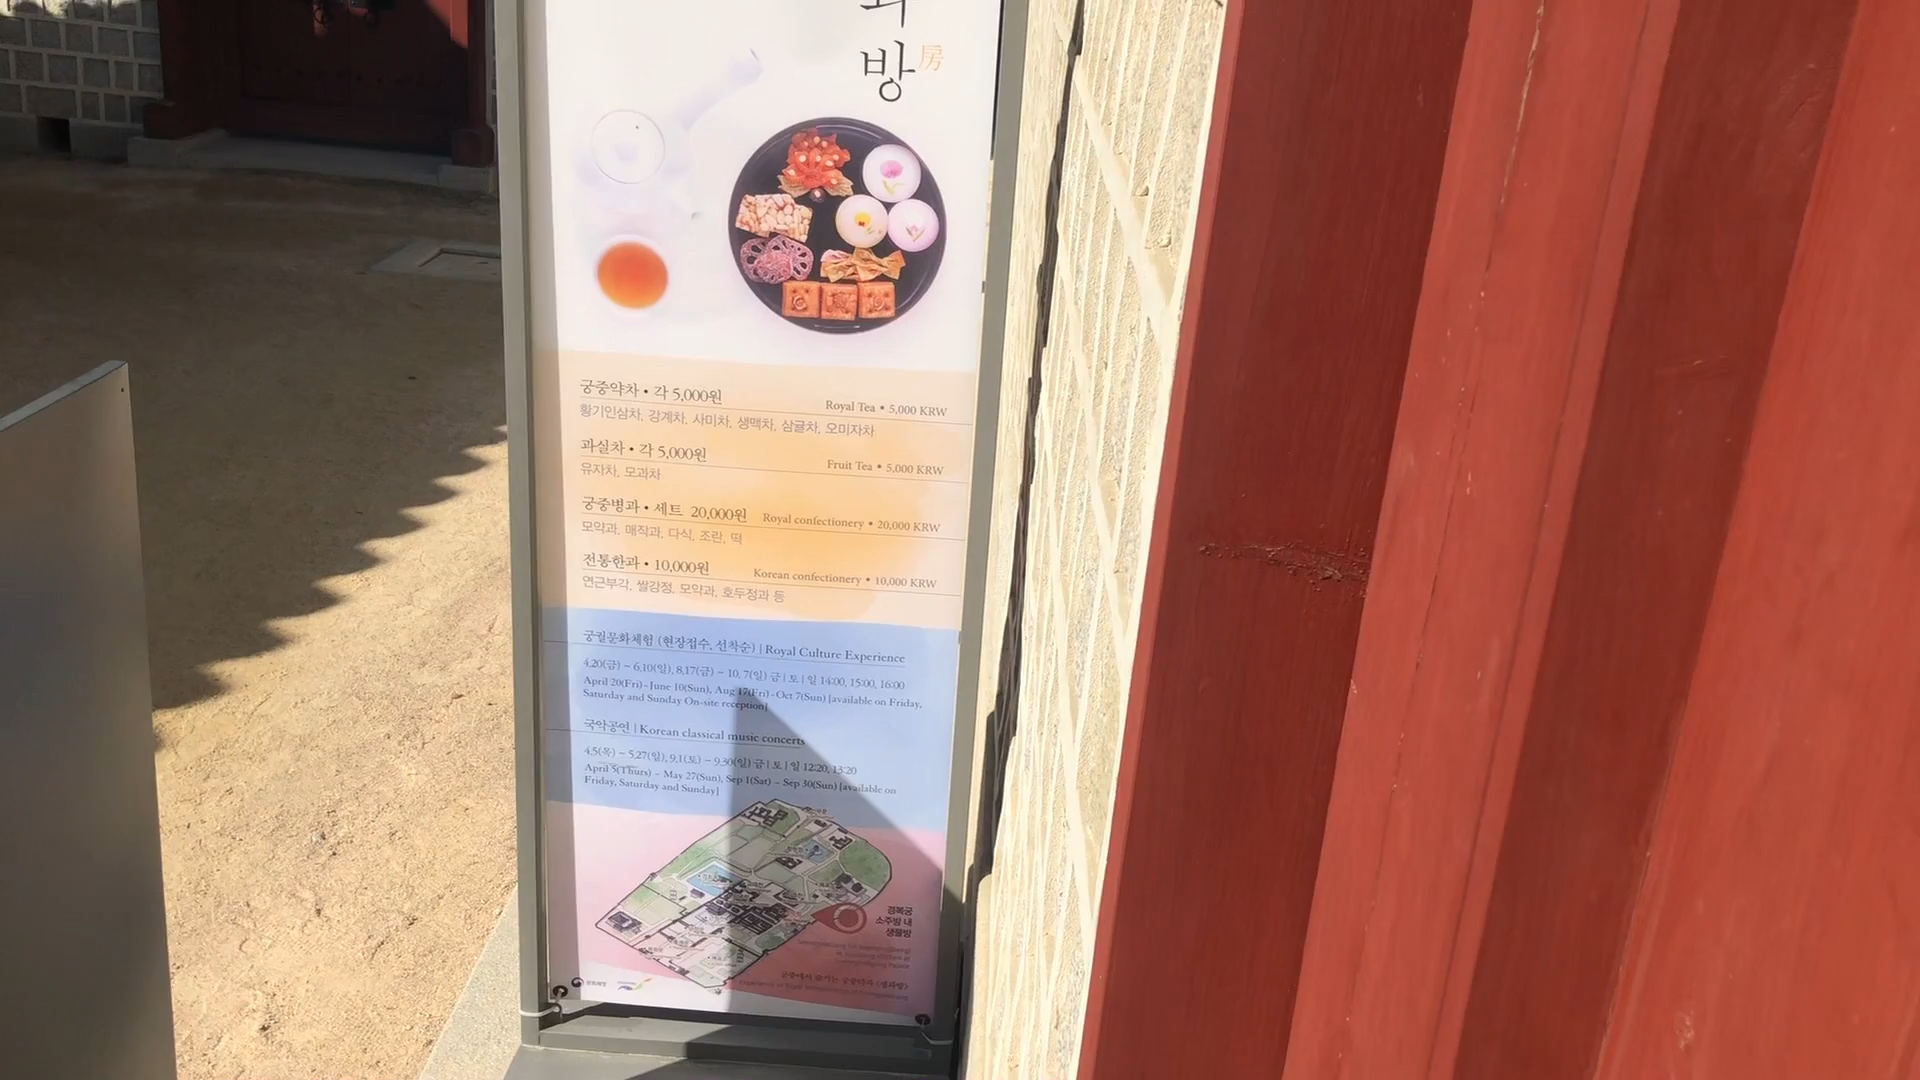 방 房
궁중약차 • 각 5,000원 Royal Tea • 5,000 KRW
황기인삼차, 강계차, 사미차, 생맥차, 삼귤차, 오미자차
과실차 • 각 5,000원 Fruit Tea • 5,000 KRW
유자차, 모과차
궁중병과 • 세트 20,000원 Royal confectionery • 20,000 KRW
모약과, 매작과, 다식, 조란, 떡
전통한과 • 10,000원 Korean confectionery • 10,000 KRW
연근부각, 쌀강정, 모약과, 호두정과 등
궁궐문화체험 (현장접수, 선착순) | Royal Culture Experience
4.20(금) ~ 6.10(일), 8.17(금) ~ 10. 7(일) 금 | 토 | 일 14:00, 15:00, 16:00
April 20(Fri) - June 10(Sun), Aug 17(Fri) - Oct 7(Sun) [available on Friday,
Saturday and Sunday On-site reception]
국악공연 | Korean classical music concerts
4.5(목) ~ 5.27(일), 9.1(토) ~ 9.30(일) 금 | 토 | 일 12:20, 13:20
April 5(Thurs) - May 27(Sun), Sep 1(Sat) - Sep 30(Sun) [available on
Friday, Saturday and Sunday]
경복궁
소주방 내
생물방